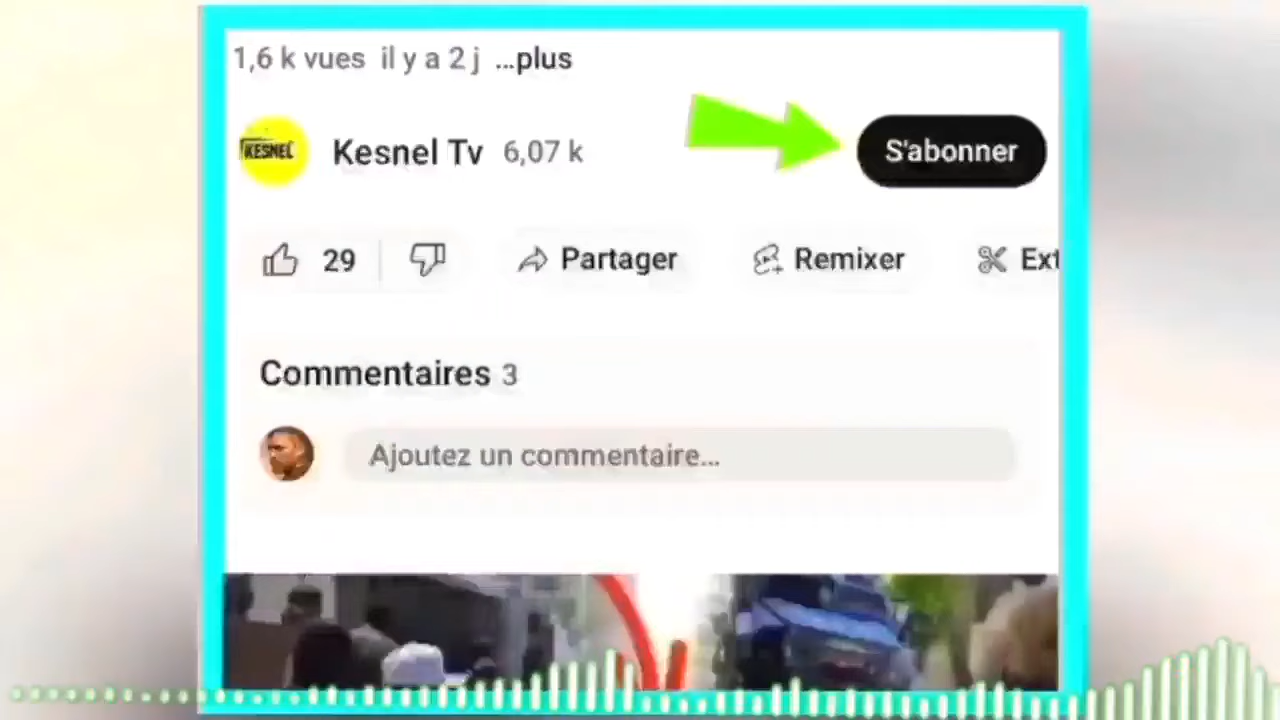 1,6 k vues il y a 2 j ...plus
KESNEL
Kesnel Tv 6,07 k
S'abonner
29
Partager
Remixer
Ext
Commentaires 3
Ajoutez un commentaire...